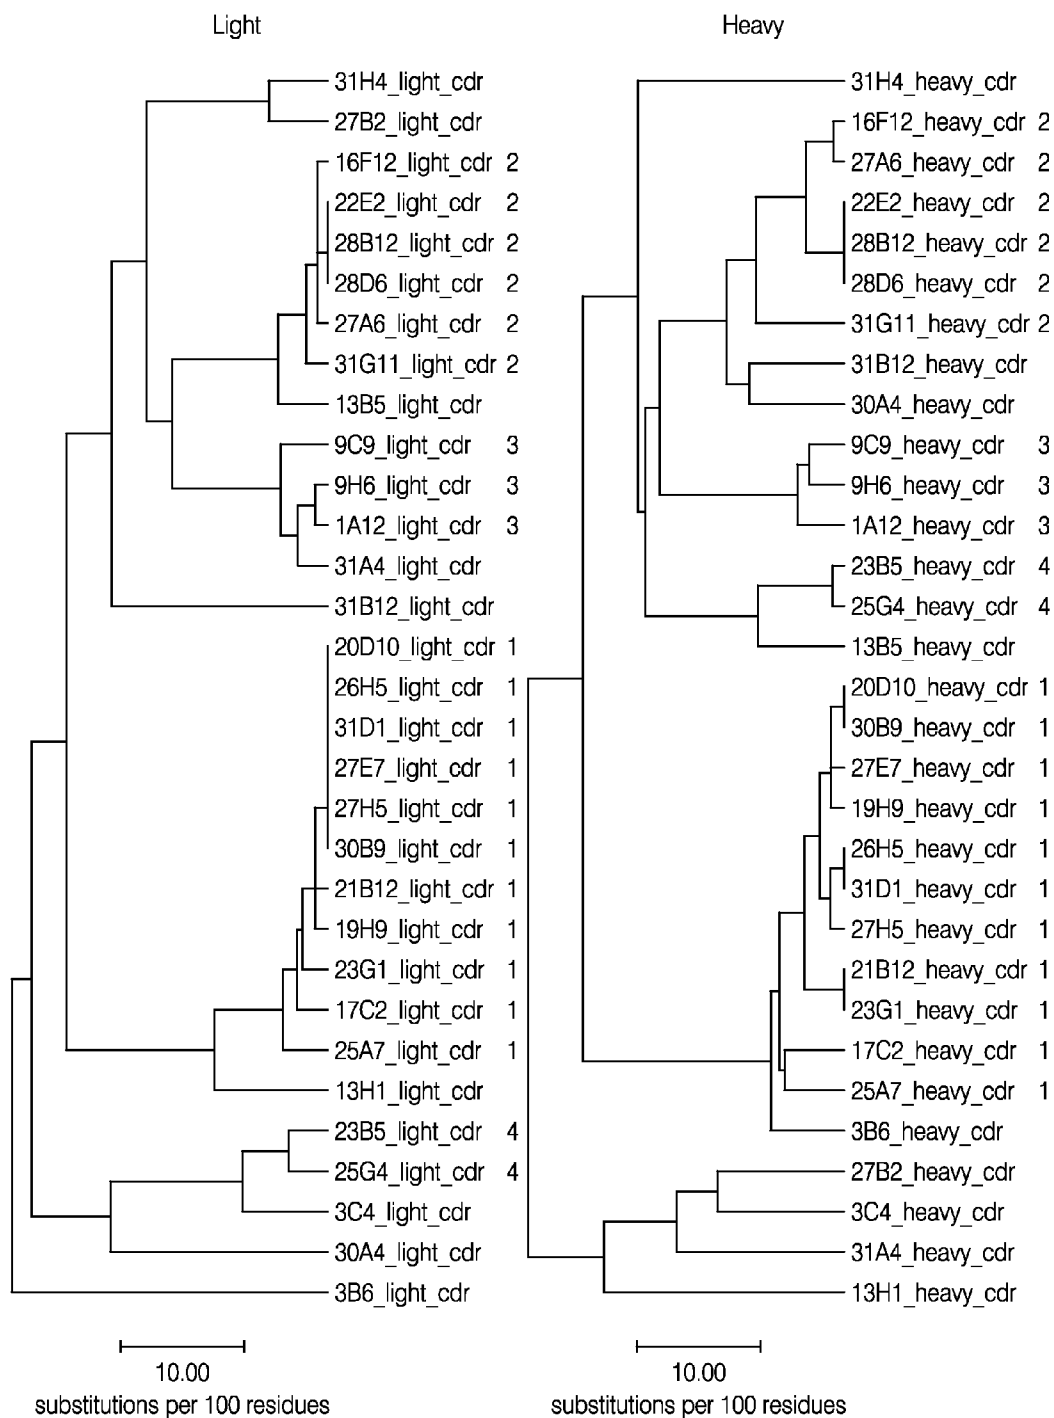 Light
31H4_light_cdr
27B2_light_cdr
16F12_light_cdr 2
22E2_light_cdr 2
28B12_light_cdr 2
28D6_light_cdr 2
27A6_light_cdr 2
31G11_light_cdr 2
13B5_light_cdr
9C9_light_cdr 3
9H6_light_cdr 3
1A12_light_cdr 3
31A4_light_cdr
31B12_light_cdr
20D10_light_cdr 1
26H5_light_cdr 1
31D1_light_cdr 1
27E7_light_cdr 1
27H5_light_cdr 1
30B9_light_cdr 1
21B12_light_cdr 1
19H9_light_cdr 1
23G1_light_cdr 1
17C2_light_cdr 1
25A7_light_cdr 1
13H1_light_cdr
23B5_light_cdr 4
25G4_light_cdr 4
3C4_light_cdr
30A4_light_cdr
3B6_light_cdr
10.00
substitutions per 100 residues
Heavy
31H4_heavy_cdr
16F12_heavy_cdr 2
27A6_heavy_cdr 2
22E2_heavy_cdr 2
28B12_heavy_cdr 2
28D6_heavy_cdr 2
31G11_heavy_cdr 2
31B12_heavy_cdr
30A4_heavy_cdr
9C9_heavy_cdr 3
9H6_heavy_cdr 3
1A12_heavy_cdr 3
23B5_heavy_cdr 4
25G4_heavy_cdr 4
13B5_heavy_cdr
20D10_heavy_cdr 1
30B9_heavy_cdr 1
27E7_heavy_cdr 1
19H9_heavy_cdr 1
26H5_heavy_cdr 1
31D1_heavy_cdr 1
27H5_heavy_cdr 1
21B12_heavy_cdr 1
23G1_heavy_cdr 1
17C2_heavy_cdr 1
25A7_heavy_cdr 1
3B6_heavy_cdr
27B2_heavy_cdr
3C4_heavy_cdr
31A4_heavy_cdr
13H1_heavy_cdr
10.00
substitutions per 100 residues